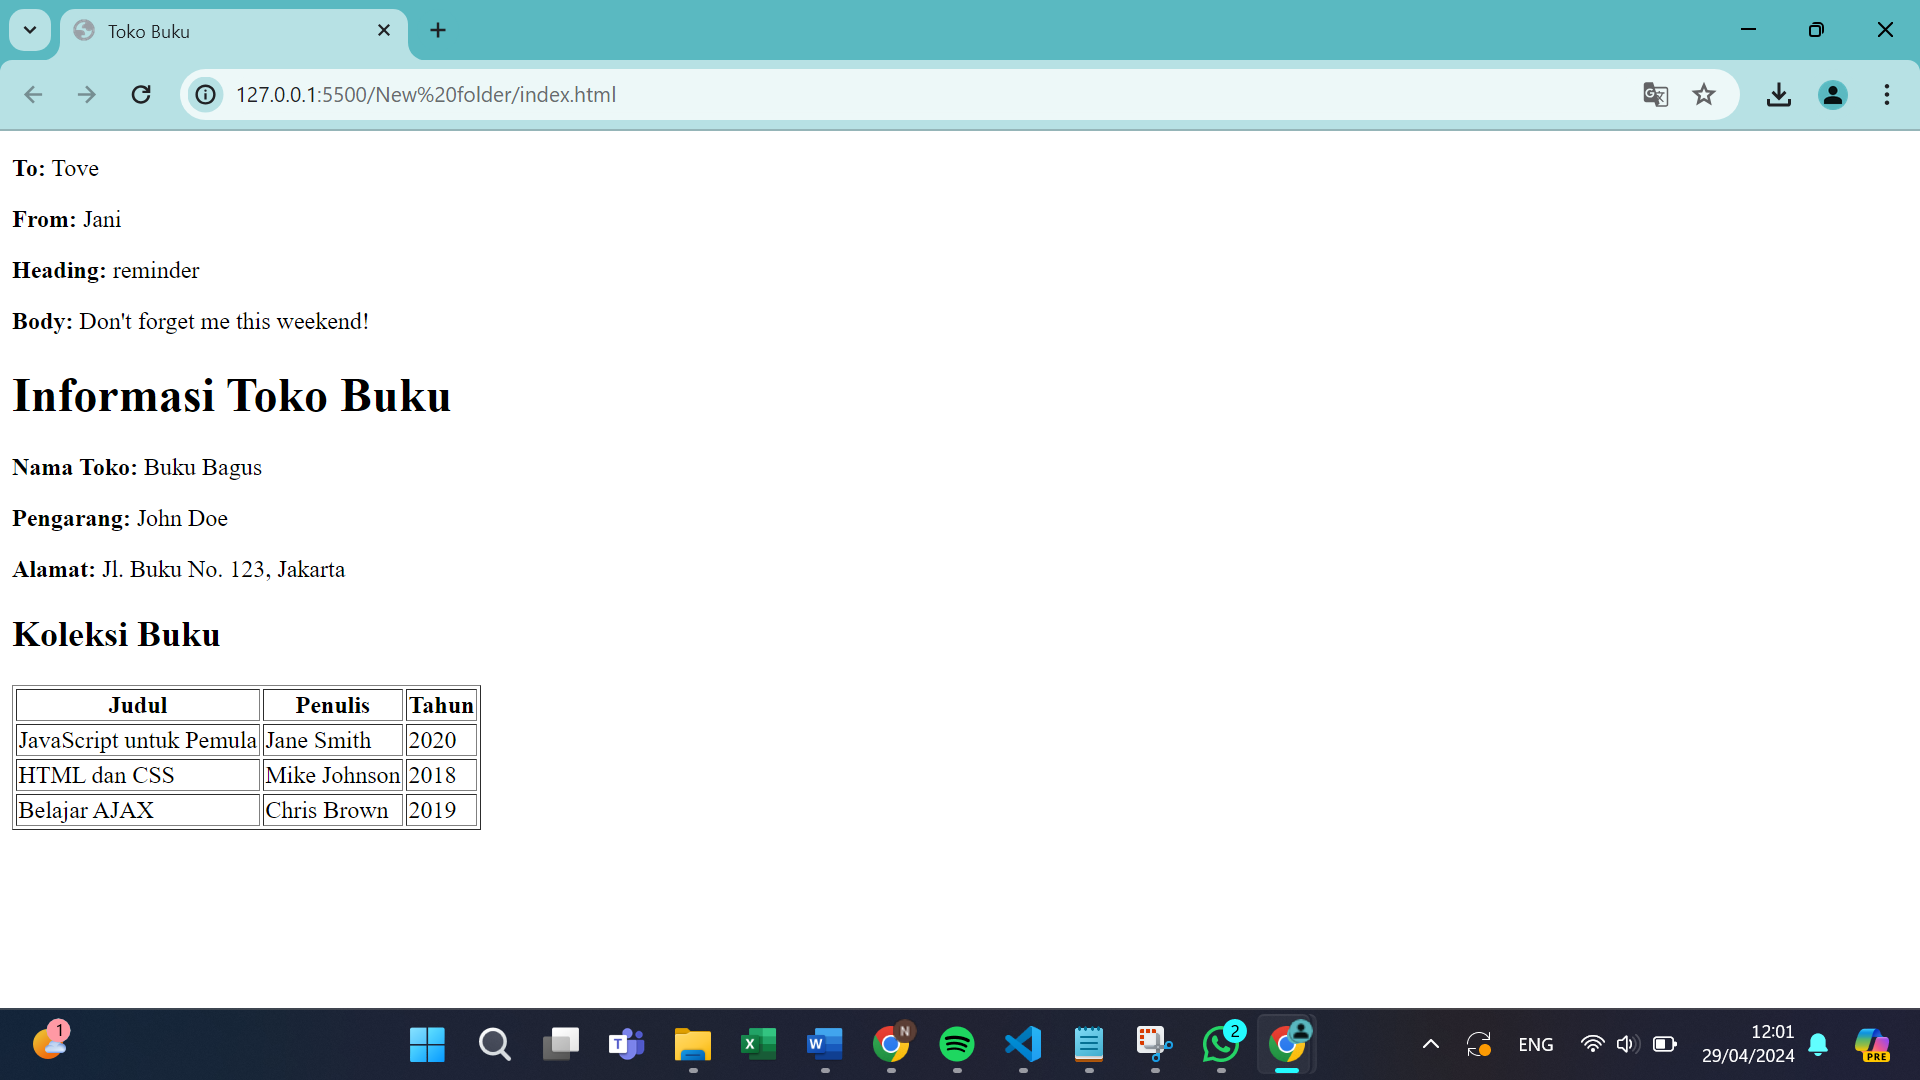 Toko Buku
127.0.0.1:5500/New%20folder/index.html
To: Tove
From: Jani
Heading: reminder
Body: Don't forget me this weekend!
Informasi Toko Buku
Nama Toko: Buku Bagus
Pengarang: John Doe
Alamat: Jl. Buku No. 123, Jakarta
Koleksi Buku
Judul Penulis Tahun
JavaScript untuk Pemula Jane Smith 2020
HTML dan CSS Mike Johnson 2018
Belajar AJAX Chris Brown 2019
1
T
X
W
N
2
ENG
12:01
29/04/2024
PRE